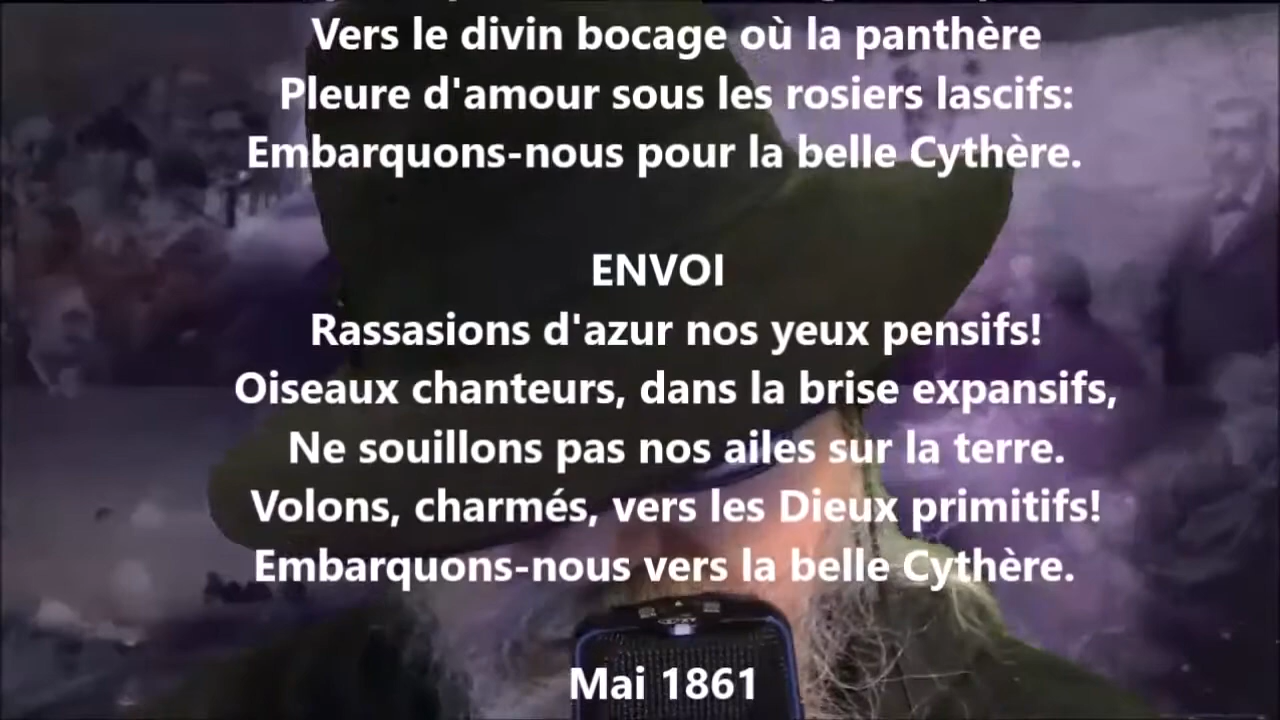 Vers le divin bocage où la panthère
Pleure d'amour sous les rosiers lascifs:
Embarquons-nous pour la belle Cythère.
ENVOI
Rassasions d'azur nos yeux pensifs!
Oiseaux chanteurs, dans la brise expansifs,
Ne souillons pas nos ailes sur la terre.
Volons, charmés, vers les Dieux primitifs!
Embarquons-nous vers la belle Cythère.
Mai 1861